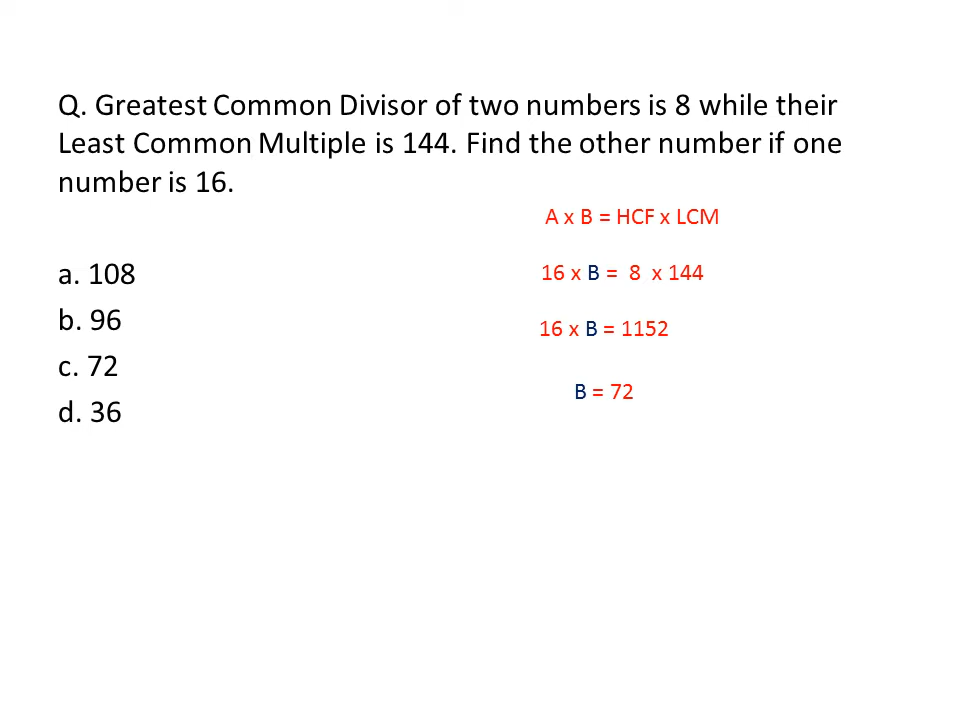 Q. Greatest Common Divisor of two numbers is 8 while their
Least Common Multiple is 144. Find the other number if one
number is 16.
A x B = HCF x LCM
16 x B = 8 x 144
16 x B = 1152
B = 72
a. 108
b. 96
c. 72
d. 36